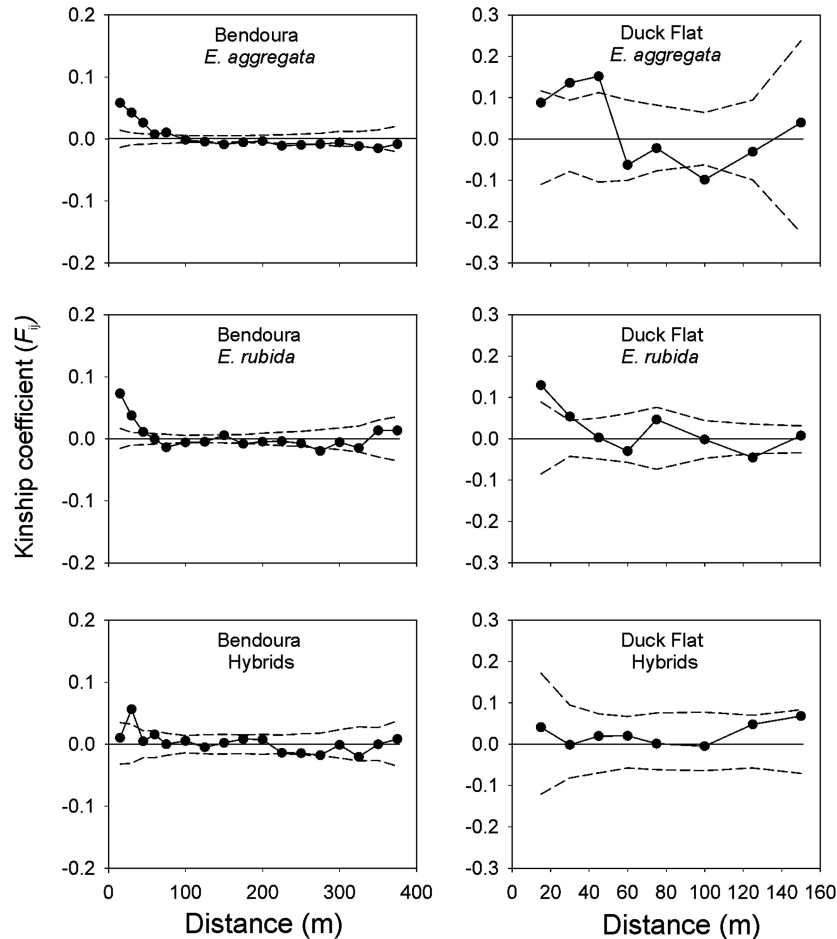 Kinship coefficient (Fij)
Bendoura
E. aggregata
0.2
0.1
0.0
-0.1
-0.2
Duck Flat
E. aggregata
0.3
0.2
0.1
0.0
-0.1
-0.2
-0.3
Bendoura
E. rubida
0.2
0.1
0.0
-0.1
-0.2
Duck Flat
E. rubida
0.3
0.2
0.1
0.0
-0.1
-0.2
-0.3
Bendoura
Hybrids
0.2
0.1
0.0
-0.1
-0.2
0 100 200 300 400
Distance (m)
Duck Flat
Hybrids
0.3
0.2
0.1
0.0
-0.1
-0.2
-0.3
0 20 40 60 80 100 120 140 160
Distance (m)